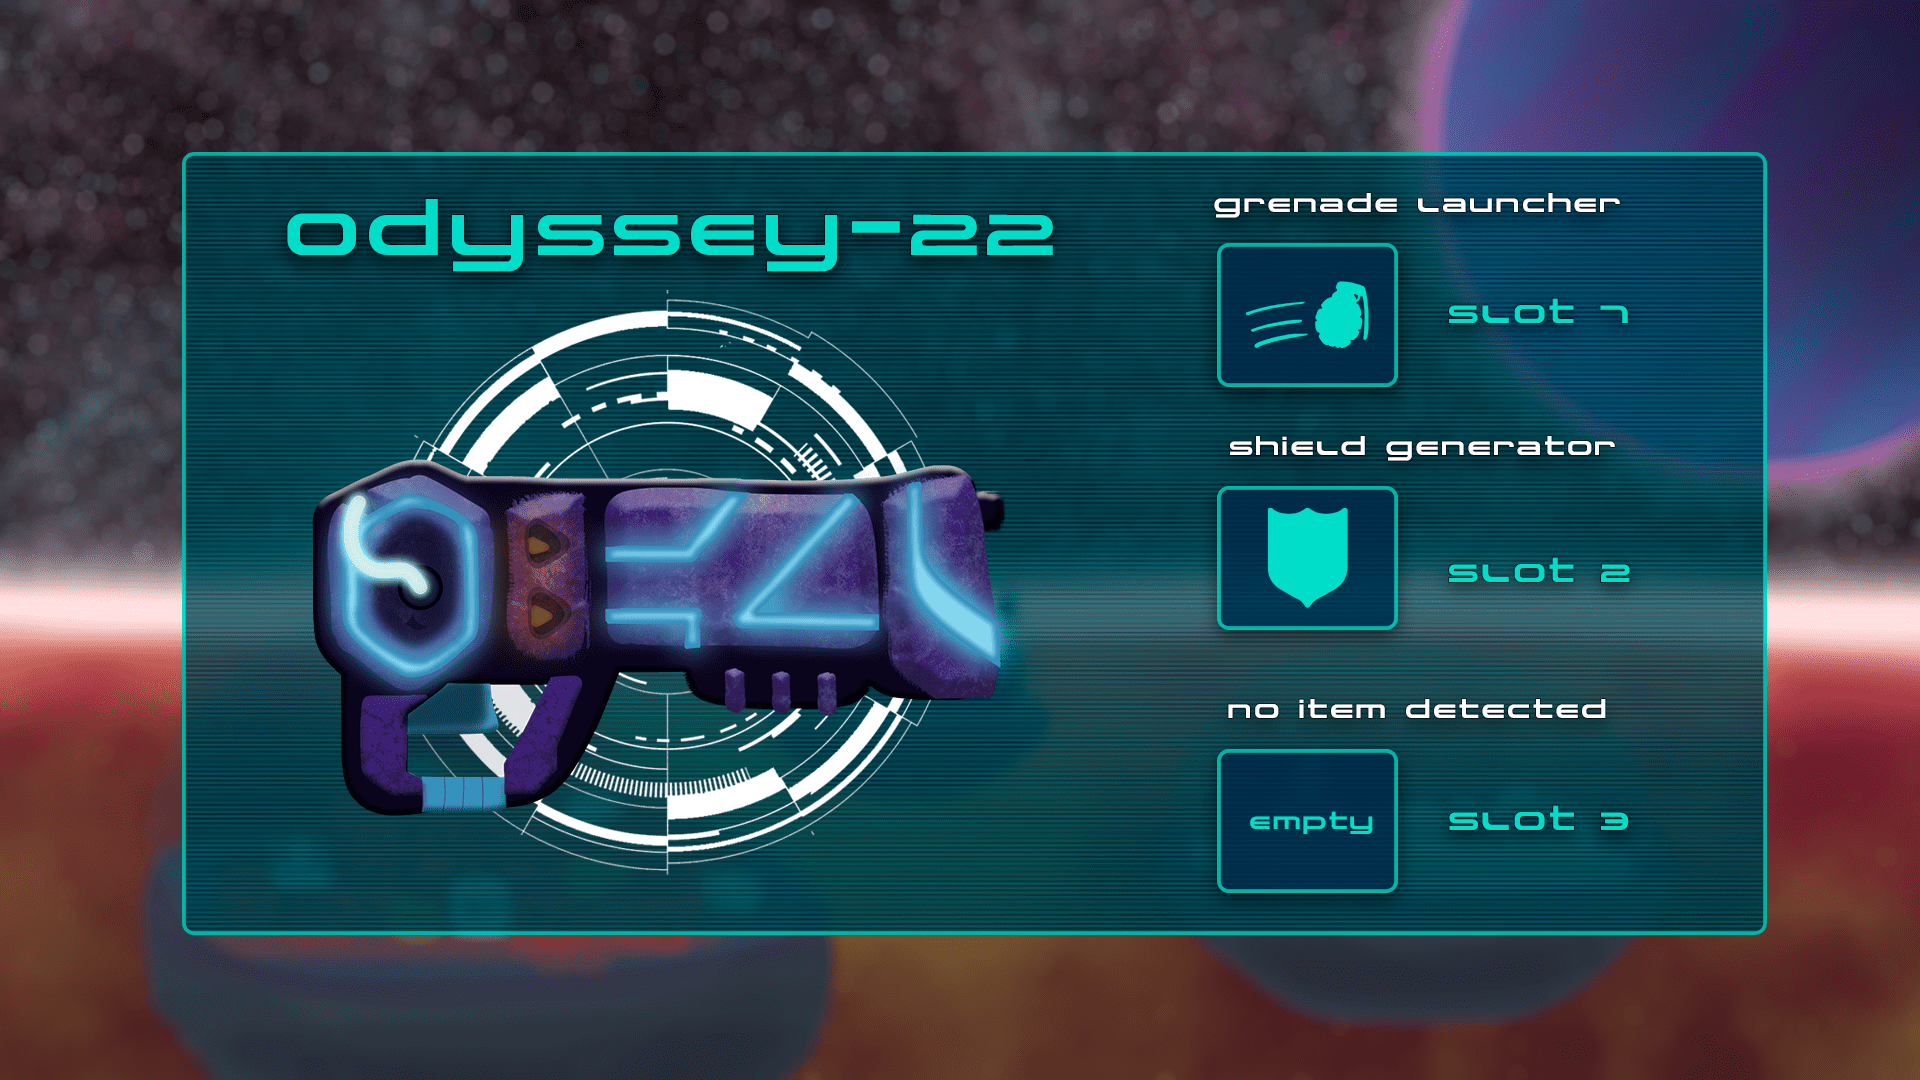 odyssey-22
grenade launcher
slot 1
shield generator
slot 2
no item detected
empty
slot 3